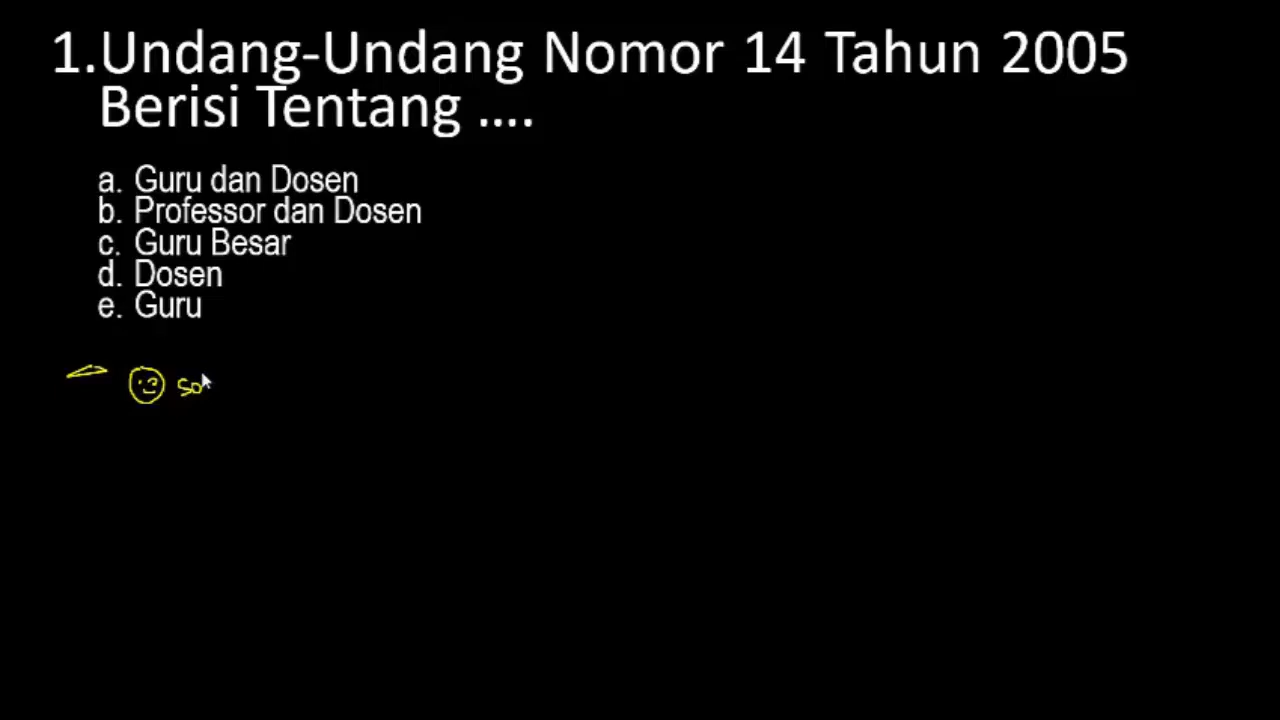 1.Undang-Undang Nomor 14 Tahun 2005
Berisi Tentang ....
a. Guru dan Dosen
b. Professor dan Dosen
c. Guru Besar
d. Dosen
e. Guru
so